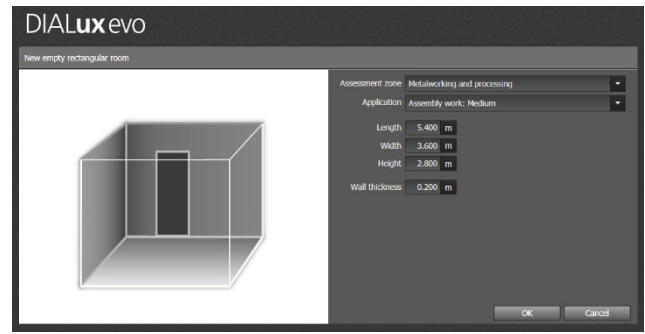 DIALux evo
New empty rectangular room
Assessment zone Metalworking and processing
Application Assembly work: Medium
Length 5.400 m
Width 3.600 m
Height 2.800 m
Wall thickness 0.200 m
OK Cancel